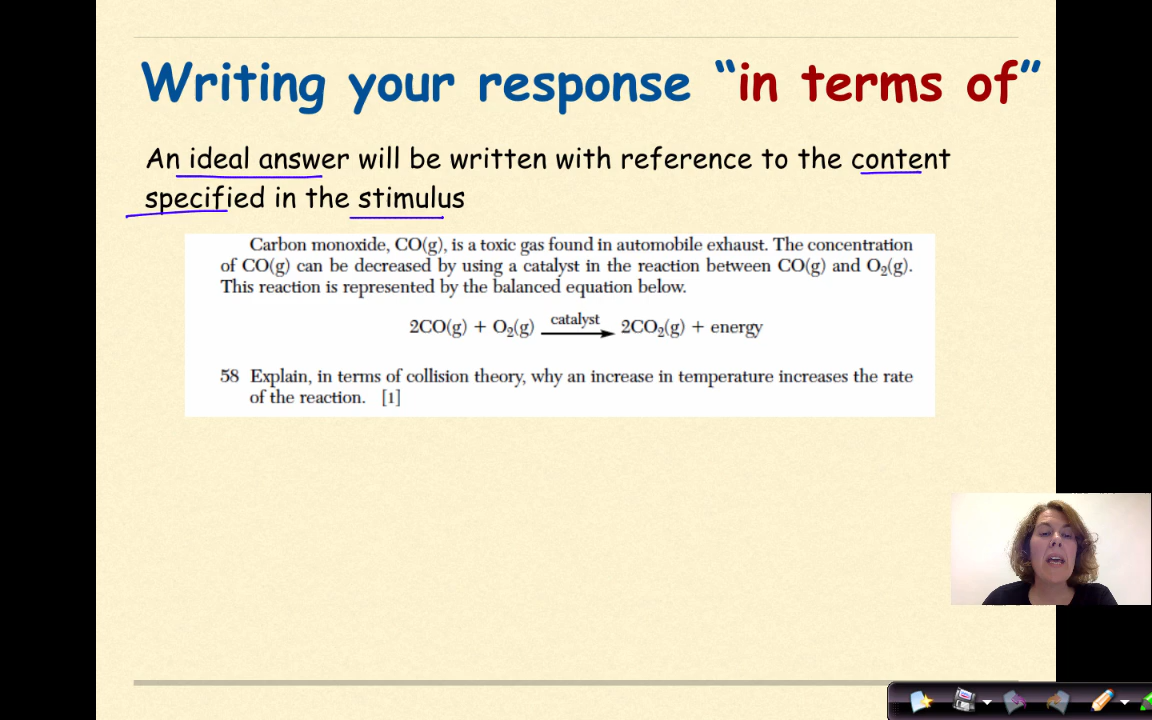 Writing your response “in terms of”
An ideal answer will be written with reference to the content
specified in the stimulus
Carbon monoxide, CO(g), is a toxic gas found in automobile exhaust. The concentration
of CO(g) can be decreased by using a catalyst in the reaction between CO(g) and O₂(g).
This reaction is represented by the balanced equation below.
2CO(g) + O₂(g) catalyst → 2CO₂(g) + energy
58 Explain, in terms of collision theory, why an increase in temperature increases the rate
of the reaction. [1]